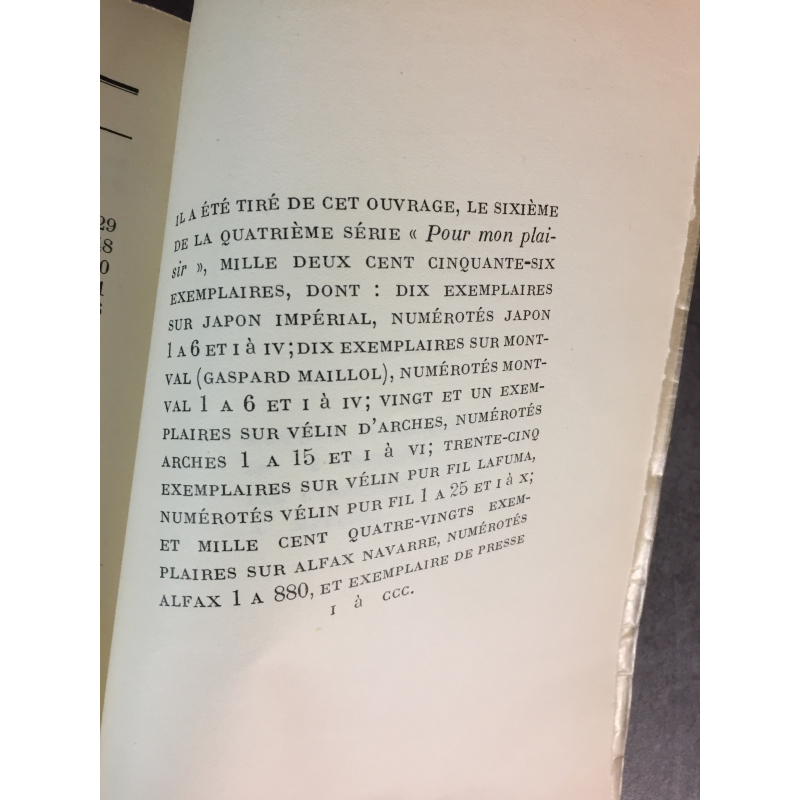 29
48
0
1
IL A ÉTÉ TIRÉ DE CET OUVRAGE, LE SIXIÈME
DE LA QUATRIÈME SÉRIE « Pour mon plai-
sir », MILLE DEUX CENT CINQUANTE-SIX
EXEMPLAIRES, DONT : DIX EXEMPLAIRES
SUR JAPON IMPÉRIAL, NUMÉROTÉS JAPON
1 A 6 ET I à IV; DIX EXEMPLAIRES SUR MONT-
VAL (GASPARD MAILLOL), NUMÉROTÉS MONT-
VAL 1 A 6 ET I à IV; VINGT ET UN EXEM-
PLAIRES SUR VÉLIN D'ARCHES, NUMÉROTÉS
ARCHES 1 A 15 ET I à VI; TRENTE-CINQ
EXEMPLAIRES SUR VÉLIN PUR FIL LAFUMA,
NUMÉROTÉS VÉLIN PUR FIL 1 A 25 ET I à X;
ET MILLE CENT QUATRE-VINGTS EXEM-
PLAIRES SUR ALFAX NAVARRE, NUMÉROTÉS
ALFAX 1 A 880, ET EXEMPLAIRE DE PRESSE
I à CCC.